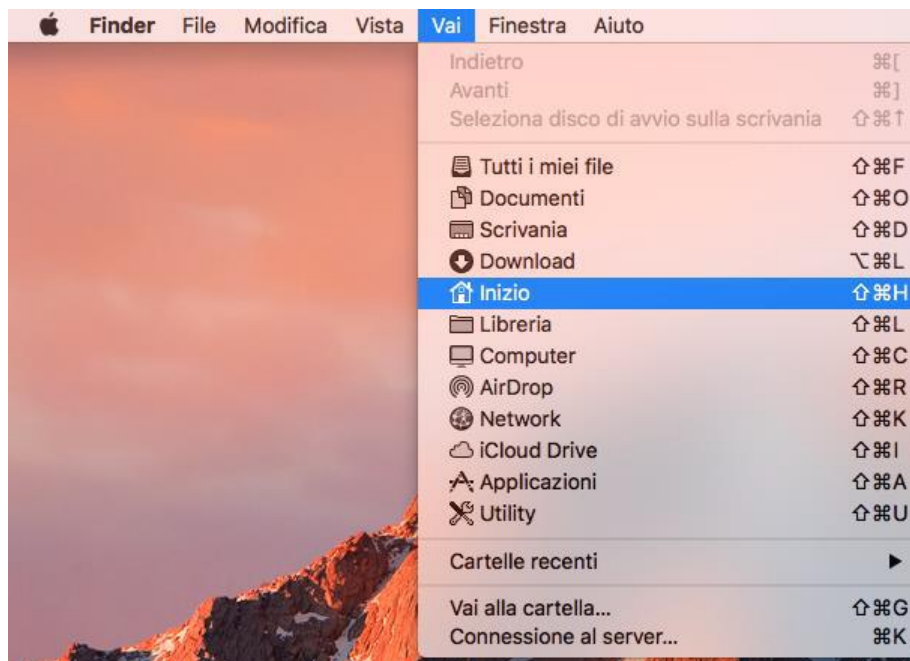 Finder File Modifica Vista Vai Finestra Aiuto
Indietro ⌘[
Avanti ⌘]
Seleziona disco di avvio sulla scrivania ⇧⌘↑
Tutti i miei file ⇧⌘F
Documenti ⇧⌘O
Scrivania ⇧⌘D
Download ⌥⌘L
Inizio ⇧⌘H
Libreria ⇧⌘L
Computer ⇧⌘C
AirDrop ⇧⌘R
Network ⇧⌘K
iCloud Drive ⇧⌘I
Applicazioni ⇧⌘A
Utility ⇧⌘U
Cartelle recenti ▶
Vai alla cartella... ⇧⌘G
Connessione al server... ⌘K